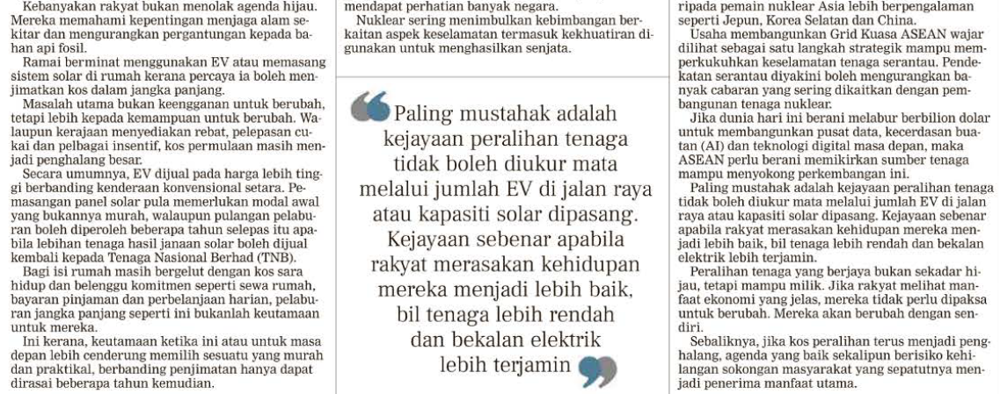 Kebanyakan rakyat bukan menolak agenda hijau.
Mereka memahami kepentingan menjaga alam se-
kitar dan mengurangkan pergantungan kepada ba-
han api fosil.
Ramai berminat menggunakan EV atau memasang
sistem solar di rumah kerana percaya ia boleh men-
jimatkan kos dalam jangka panjang.
Masalah utama bukan keengganan untuk berubah,
tetapi lebih kepada kemampuan untuk berubah. Wa-
laupun kerajaan menyediakan rebat, pelepasan cu-
kai dan pelbagai insentif, kos permulaan masih men-
jadi penghalang besar.
Secara umumnya, EV dijual pada harga lebih ting-
gi berbanding kenderaan konvensional setara. Pe-
masangan panel solar pula memerlukan modal awal
yang bukannya murah, walaupun pulangan pelabu-
ran boleh diperoleh beberapa tahun selepas itu apa-
bila lebihan tenaga hasil janaan solar boleh dijual
kembali kepada Tenaga Nasional Berhad (TNB).
Bagi isi rumah masih bergelut dengan kos sara
hidup dan belenggu komitmen seperti sewa rumah,
bayaran pinjaman dan perbelanjaan harian, pelabu-
ran jangka panjang seperti ini bukanlah keutamaan
untuk mereka.
Ini kerana, keutamaan ketika ini atau untuk masa
depan lebih cenderung memilih sesuatu yang murah
dan praktikal, berbanding penjimatan hanya dapat
dirasai beberapa tahun kemudian.
mendapat perhatian banyak negara.
Nuklear sering menimbulkan kebimbangan ber-
kaitan aspek keselamatan termasuk kekhuatiran di-
gunakan untuk menghasilkan senjata.
Paling mustahak adalah
kejayaan peralihan tenaga
tidak boleh diukur mata
melalui jumlah EV di jalan raya
atau kapasiti solar dipasang.
Kejayaan sebenar apabila
rakyat merasakan kehidupan
mereka menjadi lebih baik,
bil tenaga lebih rendah
dan bekalan elektrik
lebih terjamin
ripada pemain nuklear Asia lebih berpengalaman
seperti Jepun, Korea Selatan dan China.
Usaha membangunkan Grid Kuasa ASEAN wajar
dilihat sebagai satu langkah strategik mampu mem-
perkukuhkan keselamatan tenaga serantau. Pende-
katan serantau diyakini boleh mengurangkan ba-
nyak cabaran yang sering dikaitkan dengan pem-
bangunan tenaga nuklear.
Jika dunia hari ini berani melabur berbilion dolar
untuk membangunkan pusat data, kecerdasan bua-
tan (AI) dan teknologi digital masa depan, maka
ASEAN perlu berani memikirkan sumber tenaga
mampu menyokong perkembangan ini.
Paling mustahak adalah kejayaan peralihan tenaga
tidak boleh diukur mata melalui jumlah EV di jalan
raya atau kapasiti solar dipasang. Kejayaan sebenar
apabila rakyat merasakan kehidupan mereka men-
jadi lebih baik, bil tenaga lebih rendah dan bekalan
elektrik lebih terjamin.
Peralihan tenaga yang berjaya bukan sekadar hi-
jau, tetapi mampu milik. Jika rakyat melihat man-
faat ekonomi yang jelas, mereka tidak perlu dipaksa
untuk berubah. Mereka akan berubah dengan sen-
diri.
Sebaliknya, jika kos peralihan terus menjadi peng-
halang, agenda yang baik sekalipun berisiko kehi-
langan sokongan masyarakat yang sepatutnya men-
jadi penerima manfaat utama.